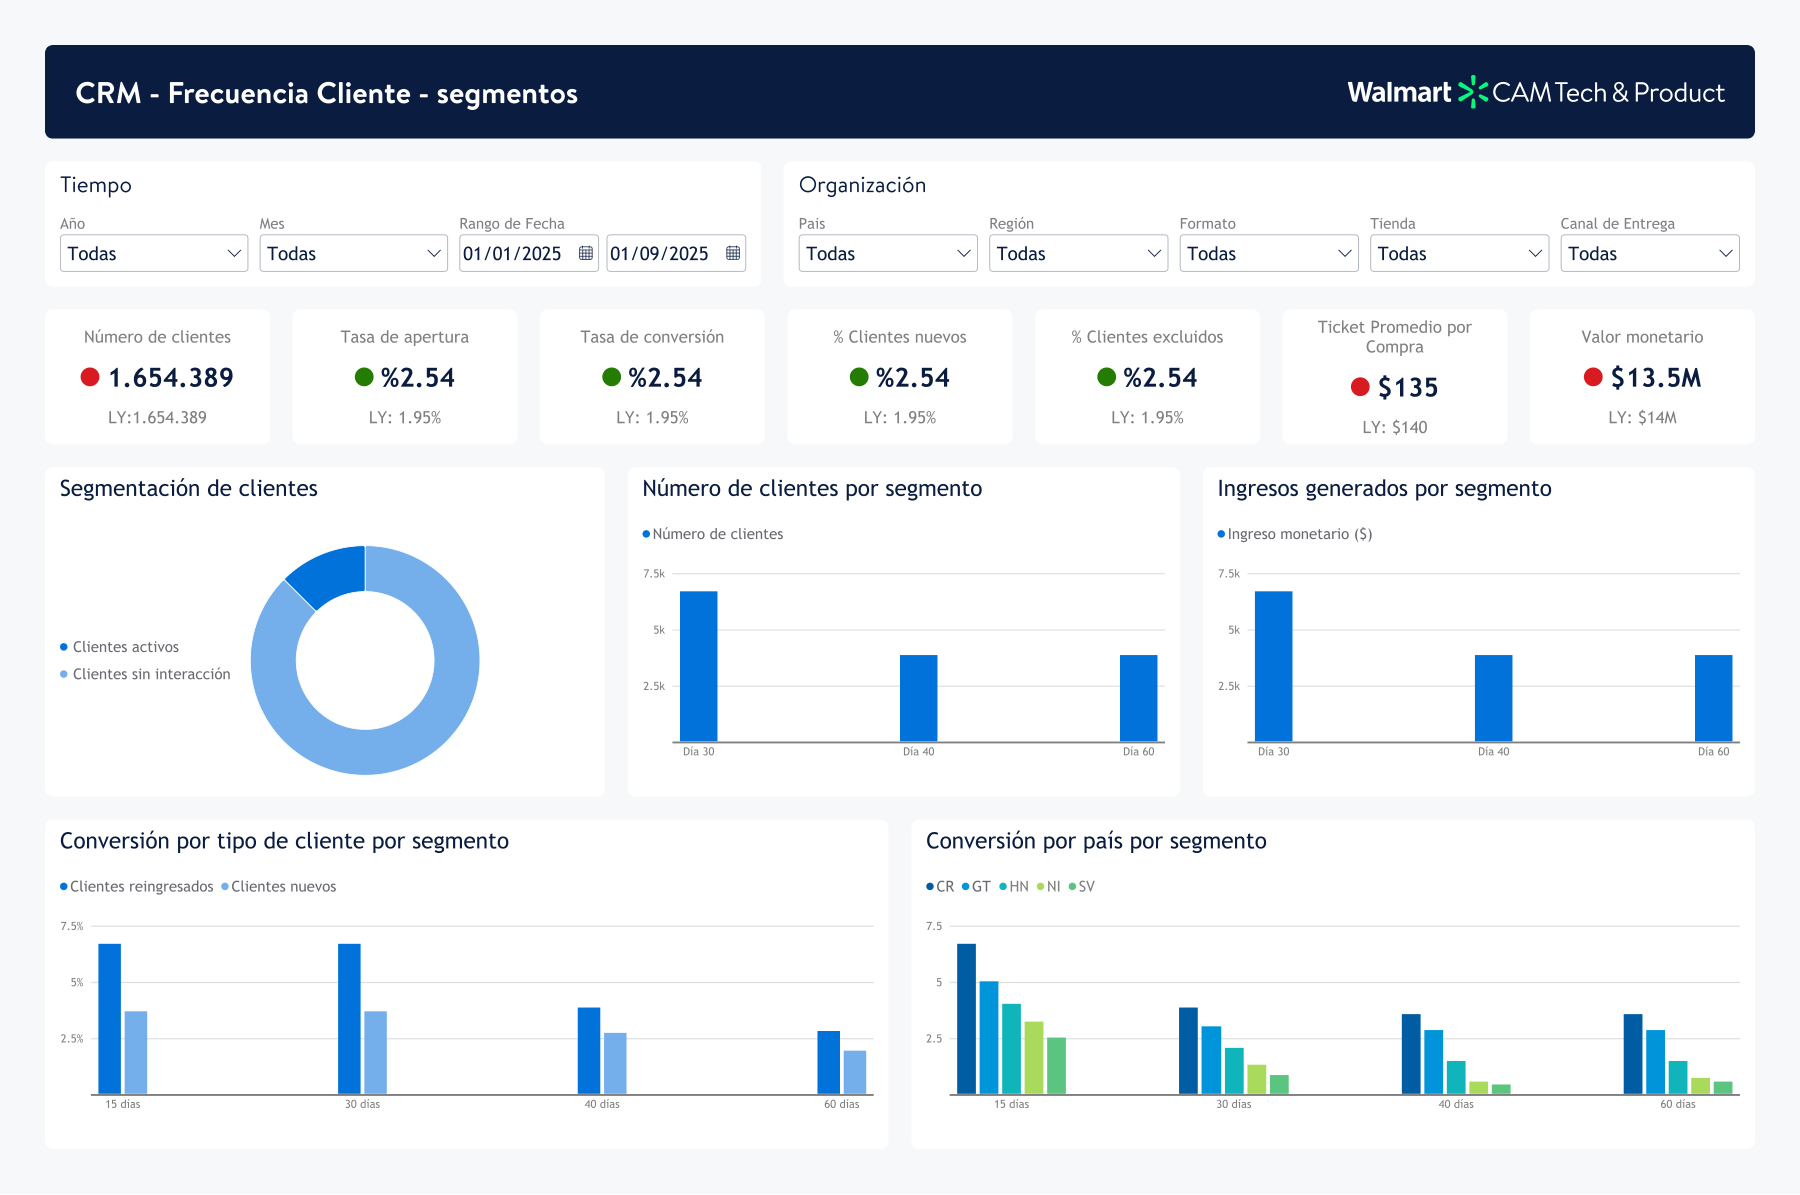 CRM - Frecuencia Cliente - segmentos
Walmart CAM Tech & Product
Tiempo
Año
Mes
Rango de Fecha
Todas
Todas
01/01/2025
01/09/2025
Organización
Pais
Región
Formato
Tienda
Canal de Entrega
Todas
Todas
Todas
Todas
Todas
Número de clientes
1.654.389
LY:1.654.389
Tasa de apertura
%2.54
LY: 1.95%
Tasa de conversión
%2.54
LY: 1.95%
% Clientes nuevos
%2.54
LY: 1.95%
% Clientes excluidos
%2.54
LY: 1.95%
Ticket Promedio por
Compra
$135
LY: $140
Valor monetario
$13.5M
LY: $14M
Segmentación de clientes
Clientes activos
Clientes sin interacción
Número de clientes por segmento
Número de clientes
7.5k
5k
2.5k
Día 30
Día 40
Día 60
Ingresos generados por segmento
Ingreso monetario ($)
7.5k
5k
2.5k
Día 30
Día 40
Día 60
Conversión por tipo de cliente por segmento
Clientes reingresados
Clientes nuevos
7.5%
5%
2.5%
15 días
30 días
40 días
60 días
Conversión por país por segmento
CR GT HN NI SV
7.5
5
2.5
15 días
30 días
40 días
60 días